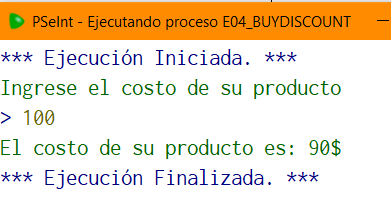 PSeInt - Ejecutando proceso E04_BUYDISCOUNT
*** Ejecución Iniciada. ***
Ingrese el costo de su producto
> 100
El costo de su producto es: 90$
*** Ejecución Finalizada. ***